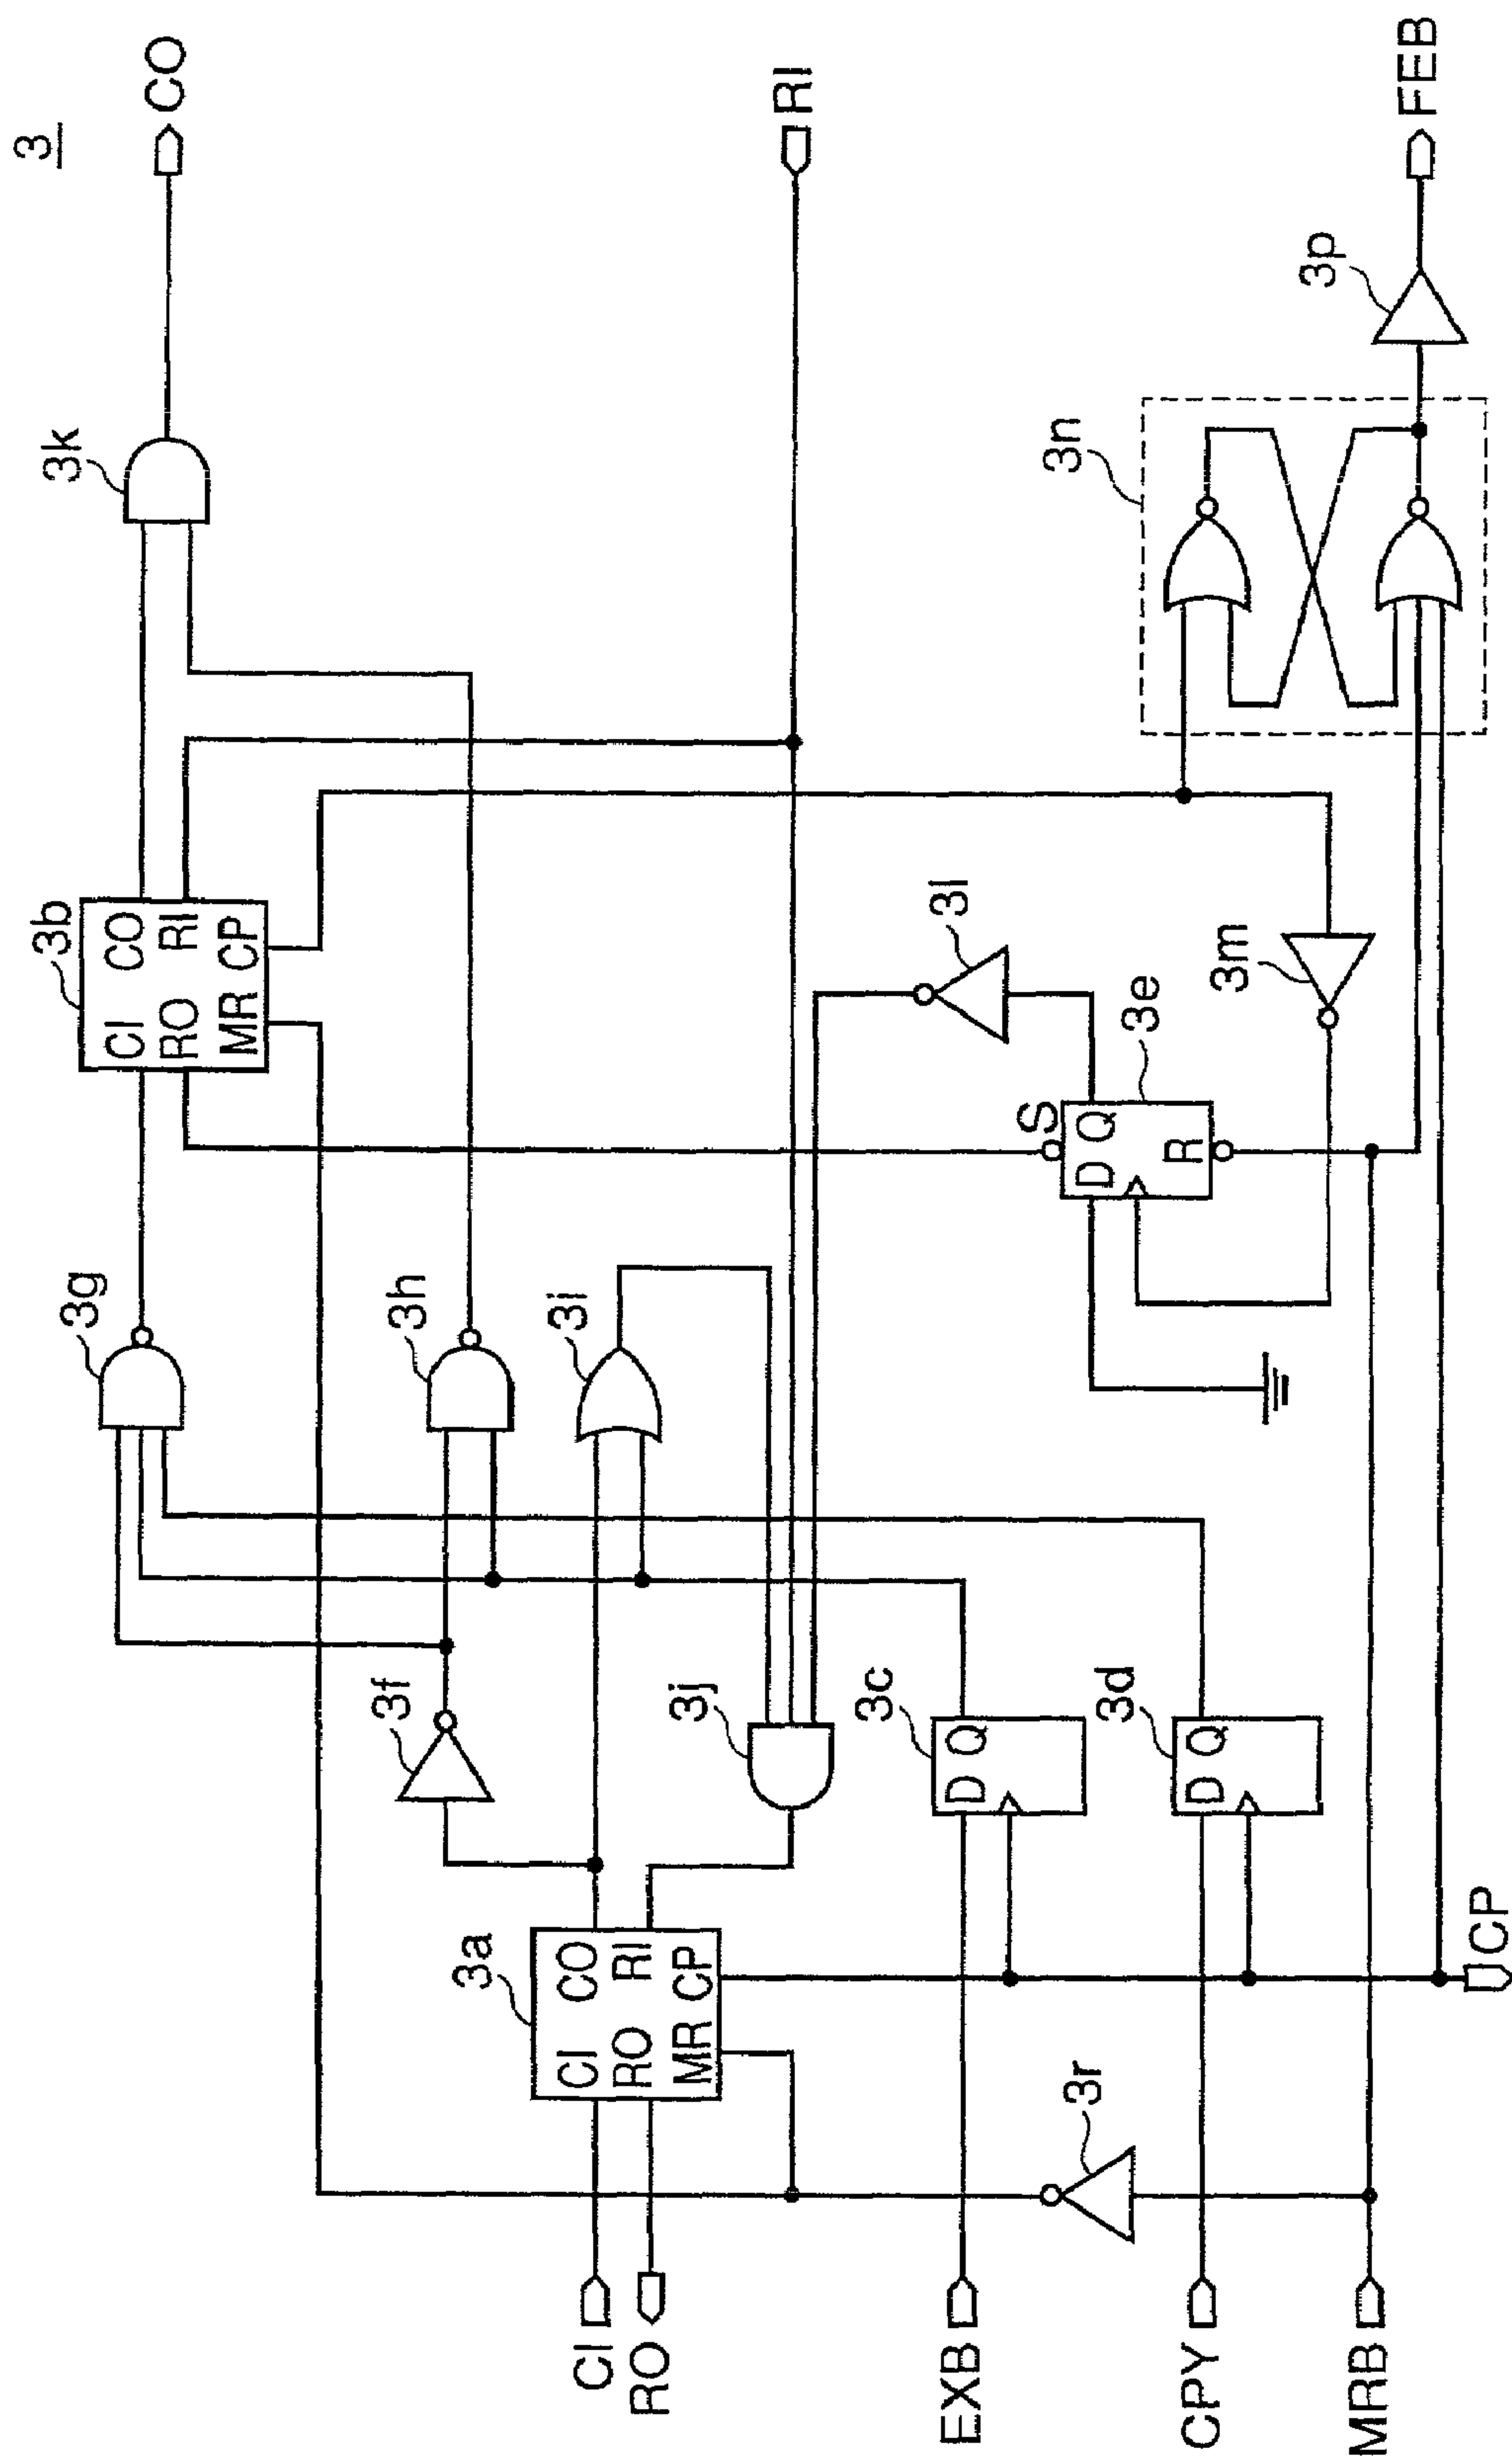 3
CO
3k
RI
3p
FEB
3n
3b
CI CO
RO RI
MR CP
3l
3m
3e
S
D Q
R
3g
3h
3i
3f
3j
3c
D Q
3d
D Q
3a
CI CO
RO RI
MR CP
3r
CP
CI
RO
EXB
CPY
MRB